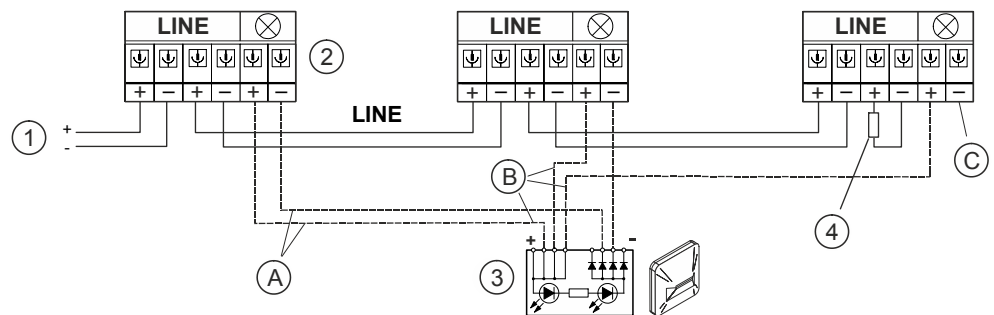 LINE LINE LINE
2
+ − + − + − + − + − + − + − + − + −
LINE
1 + -
C
B
4
+ -
3
A